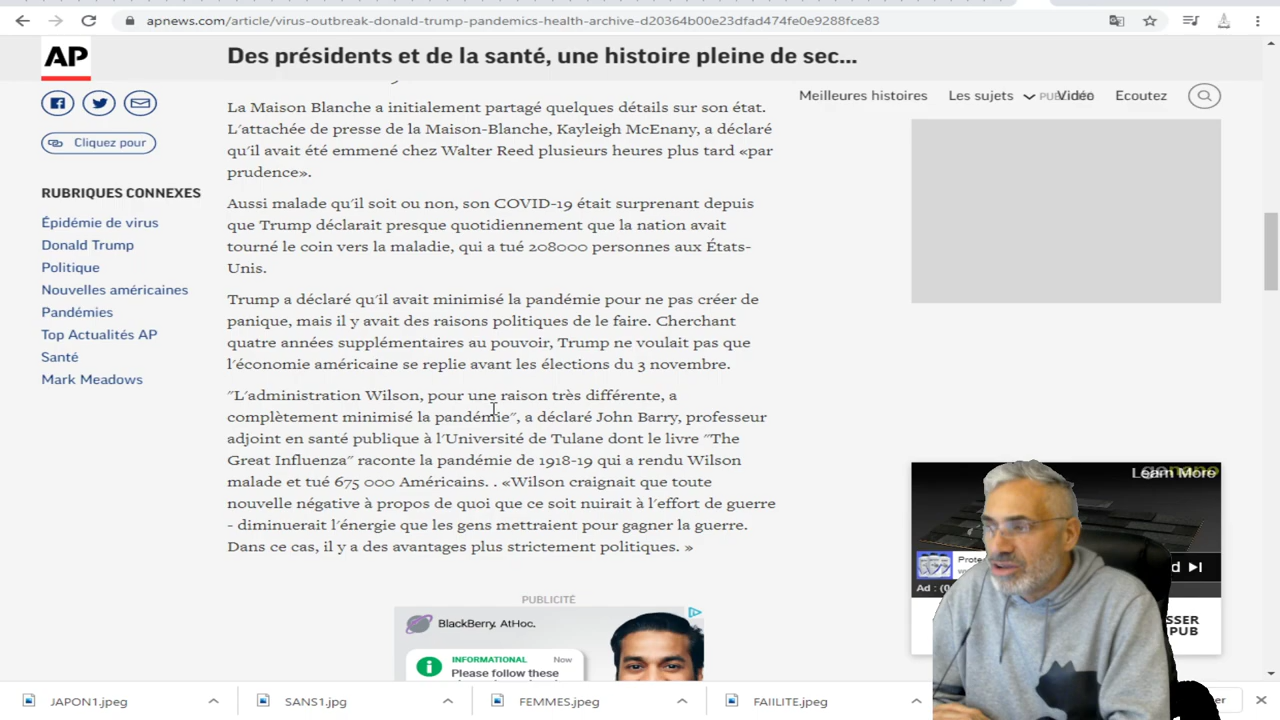 apnews.com/article/virus-outbreak-donald-trump-pandemics-health-archive-d20364b00e23dfad474fe0e9288fce83
AP
Des présidents et de la santé, une histoire pleine de sec...
Meilleures histoires
Les sujets
Vidéo
Ecoutez
Cliquez pour
RUBRIQUES CONNEXES
Épidémie de virus
Donald Trump
Politique
Nouvelles américaines
Pandémies
Top Actualités AP
Santé
Mark Meadows
La Maison Blanche a initialement partagé quelques détails sur son état.
L'attachée de presse de la Maison-Blanche, Kayleigh McEnany, a déclaré
qu'il avait été emmené chez Walter Reed plusieurs heures plus tard «par
prudence».
Aussi malade qu'il soit ou non, son COVID-19 était surprenant depuis
que Trump déclarait presque quotidiennement que la nation avait
tourné le coin vers la maladie, qui a tué 208000 personnes aux États-
Unis.
Trump a déclaré qu'il avait minimisé la pandémie pour ne pas créer de
panique, mais il y avait des raisons politiques de le faire. Cherchant
quatre années supplémentaires au pouvoir, Trump ne voulait pas que
l'économie américaine se replie avant les élections du 3 novembre.
"L'administration Wilson, pour une raison très différente, a
complètement minimisé la pandémie", a déclaré John Barry, professeur
adjoint en santé publique à l'Université de Tulane dont le livre "The
Great Influenza" raconte la pandémie de 1918-19 qui a rendu Wilson
malade et tué 675 000 Américains. . «Wilson craignait que toute
nouvelle négative à propos de quoi que ce soit nuirait à l'effort de guerre
- diminuerait l'énergie que les gens mettraient pour gagner la guerre.
Dans ce cas, il y a des avantages plus strictement politiques. »
PUBLICITÉ
BlackBerry. AtHoc.
INFORMATIONAL
Now
Please follow these
Learn More
Ad : (0
JAPON1.jpeg
SANS1.jpg
FEMMES.jpeg
FAIILITE.jpeg